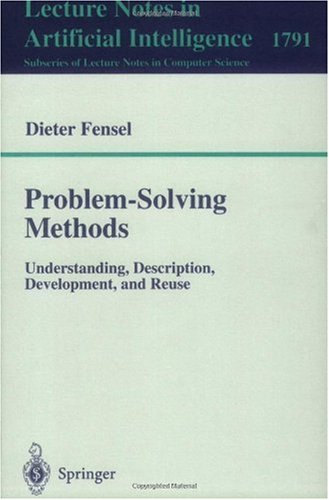 Lecture Notes in
Artificial Intelligence 1791
Subseries of Lecture Notes in Computer Science
Dieter Fensel
Problem-Solving
Methods
Understanding, Description,
Development, and Reuse
Springer